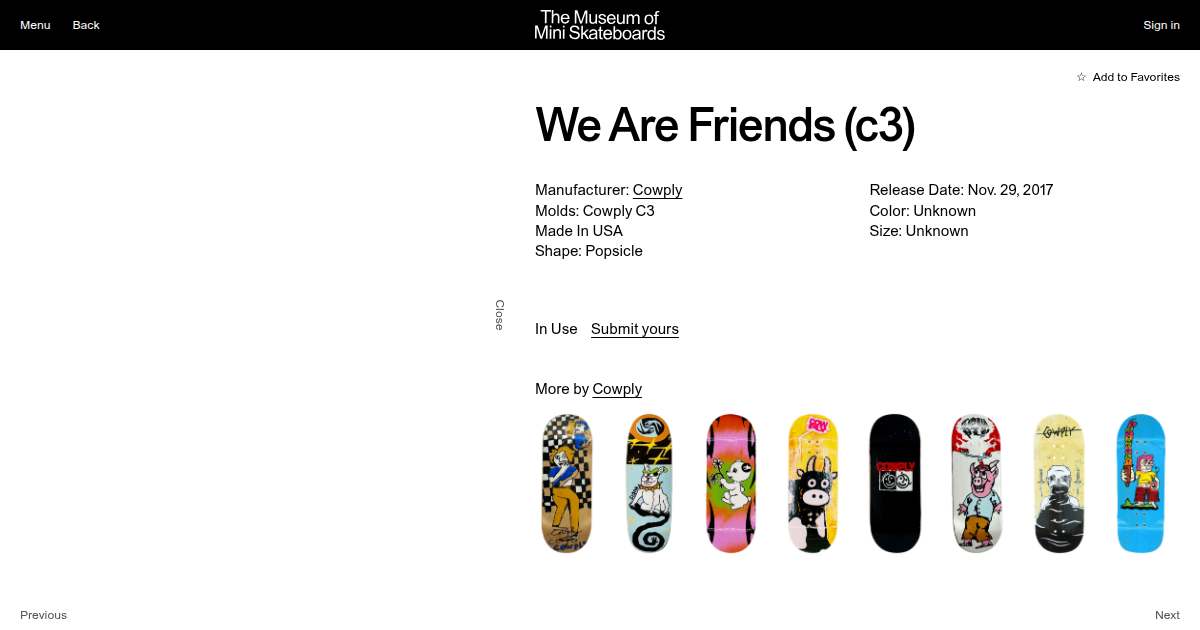 Menu
Back
The Museum of
Mini Skateboards
Sign in
☆ Add to Favorites
We Are Friends (c3)
Manufacturer: Cowply
Molds: Cowply C3
Made In USA
Shape: Popsicle
Release Date: Nov. 29, 2017
Color: Unknown
Size: Unknown
Close
In Use Submit yours
More by Cowply
COWPLY
Previous
Next